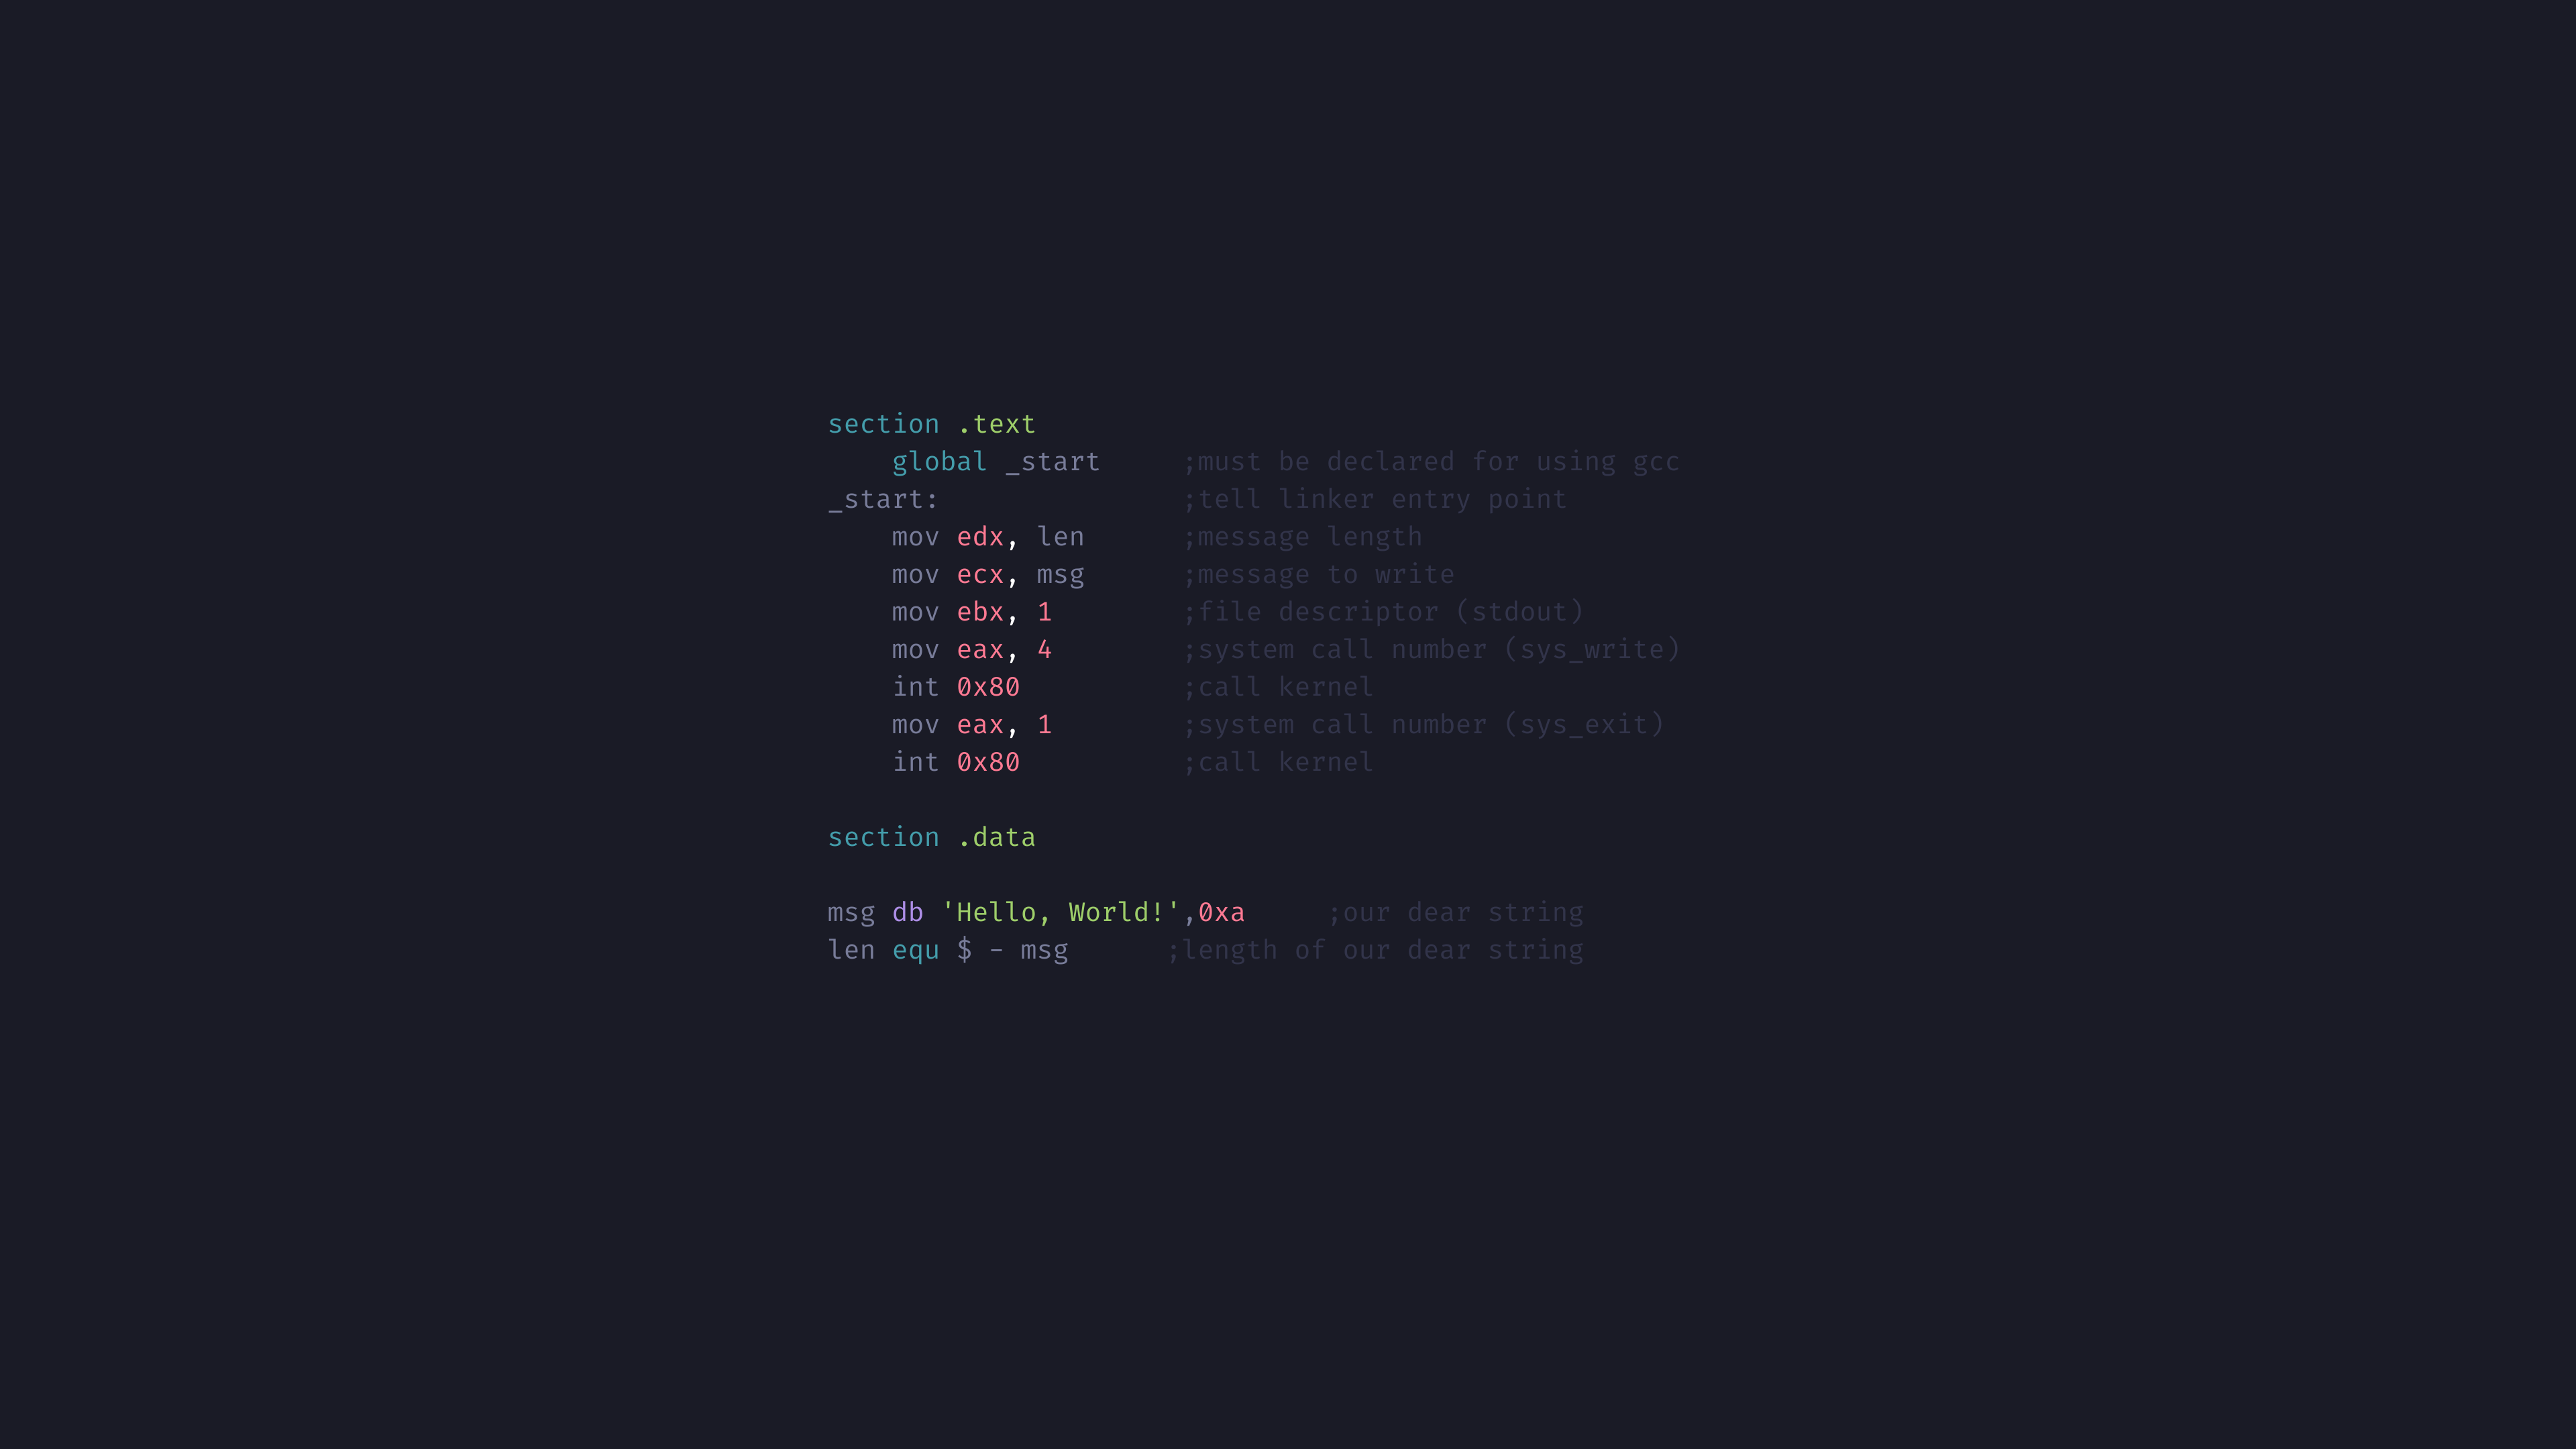 section .text
    global _start     ;must be declared for using gcc
_start:               ;tell linker entry point
    mov edx, len      ;message length
    mov ecx, msg      ;message to write
    mov ebx, 1        ;file descriptor (stdout)
    mov eax, 4        ;system call number (sys_write)
    int 0x80          ;call kernel
    mov eax, 1        ;system call number (sys_exit)
    int 0x80          ;call kernel

section .data

msg db 'Hello, World!',0xa     ;our dear string
len equ $ - msg      ;length of our dear string